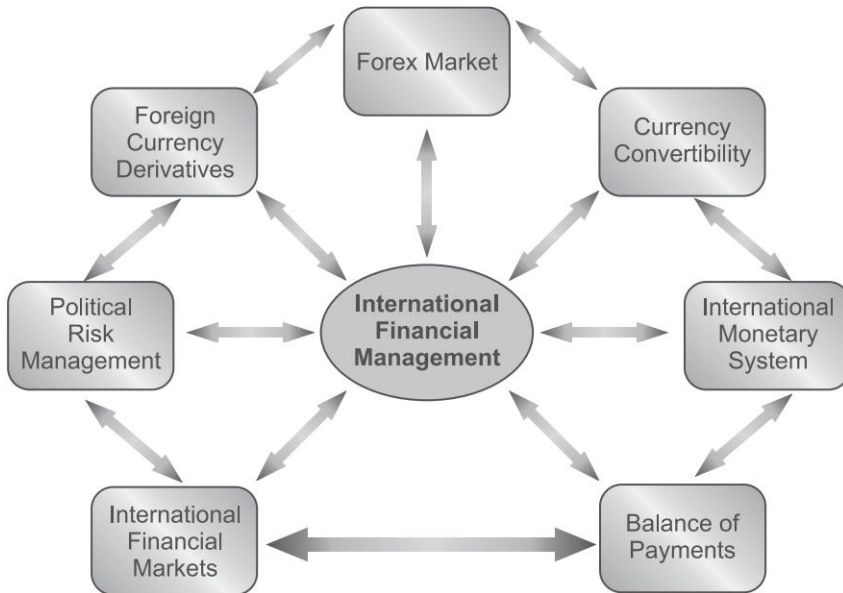 Forex Market
Foreign
Currency
Derivatives
Currency
Convertibility
Political
Risk
Management
International
Financial
Management
International
Monetary
System
International
Financial
Markets
Balance of
Payments